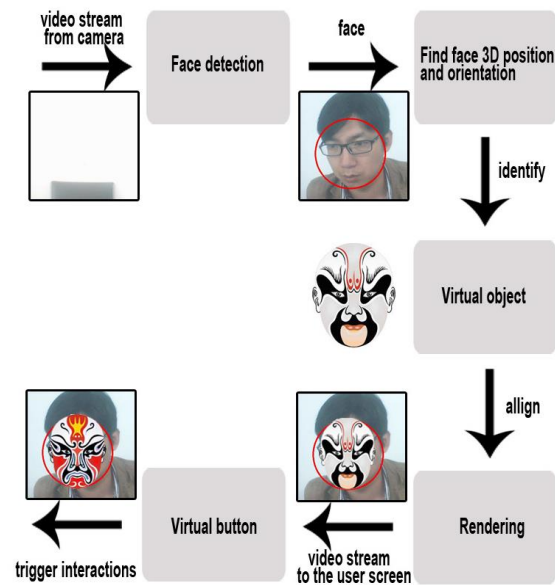 video stream
from camera
Face detection
face
Find face 3D position
and orientation
identify
Virtual object
allign
Rendering
video stream
to the user screen
Virtual button
trigger interactions